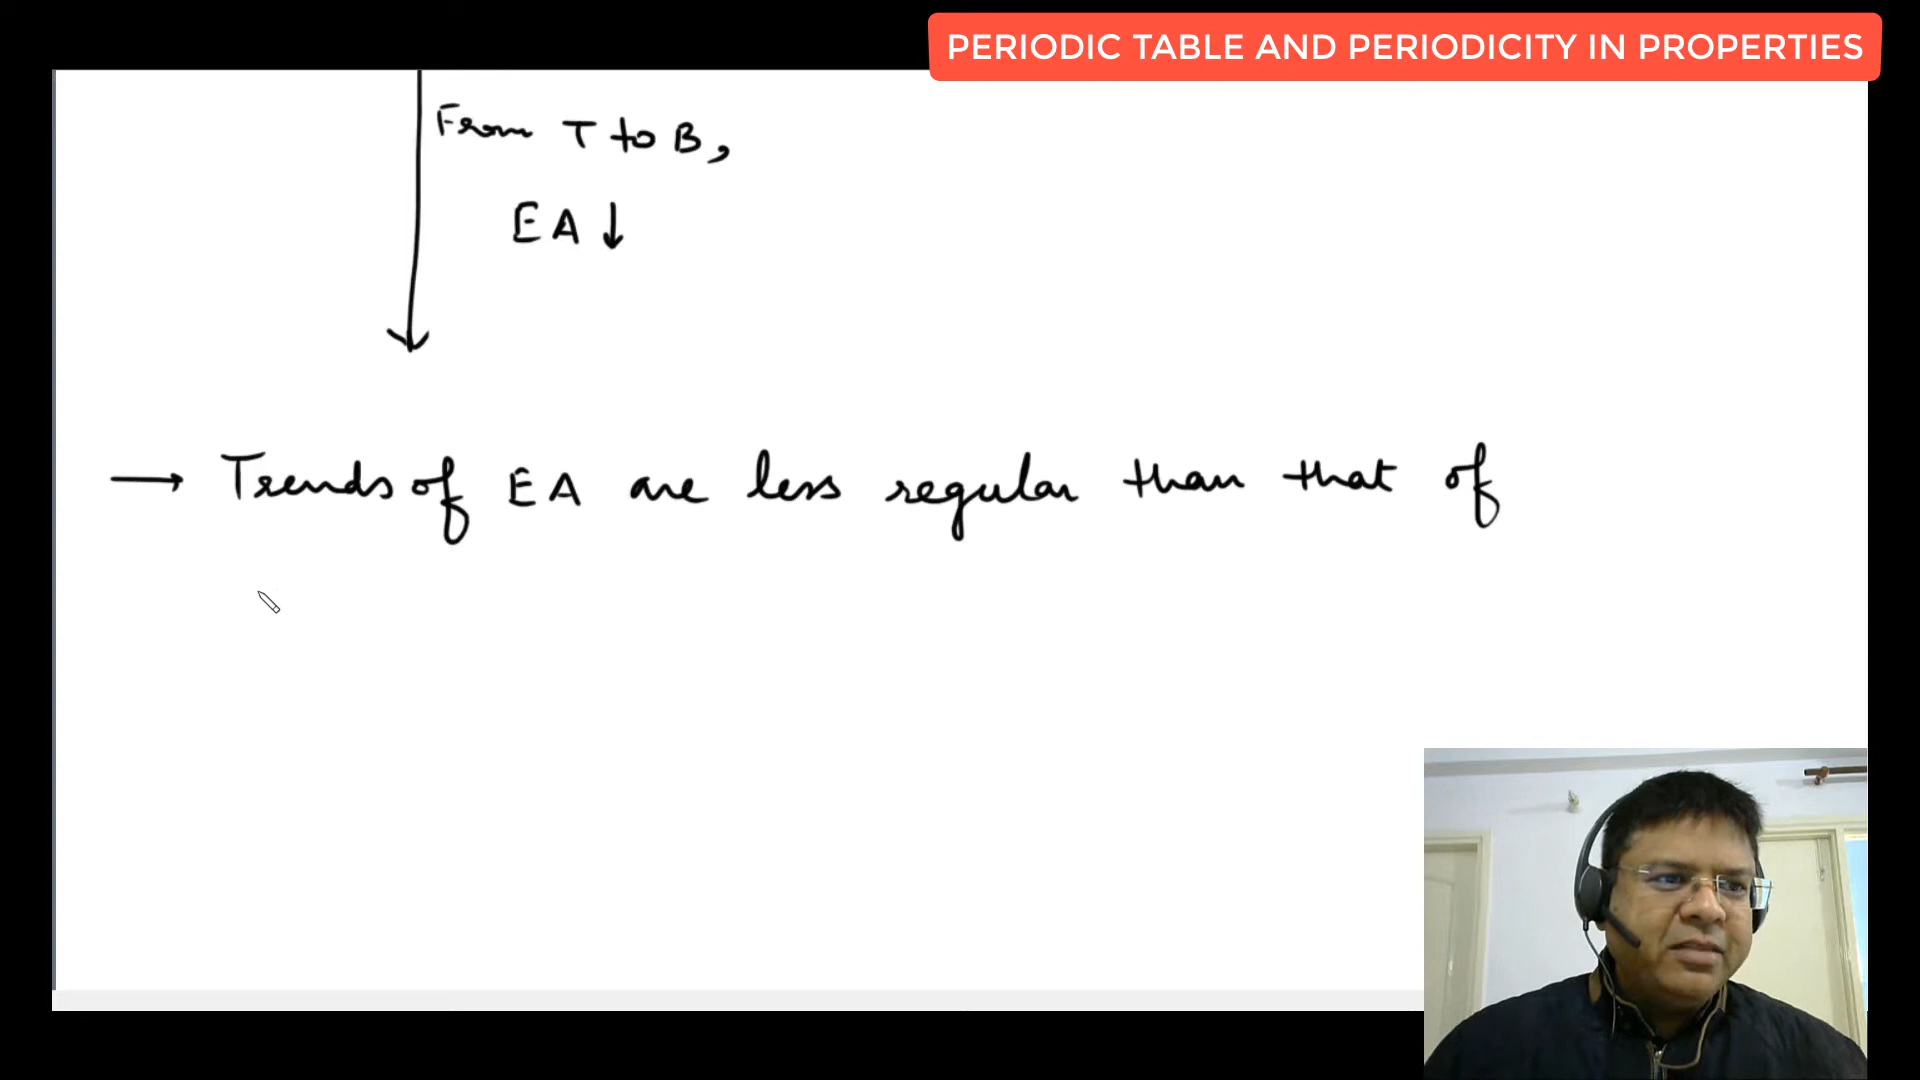 PERIODIC TABLE AND PERIODICITY IN PROPERTIES
From T to B,
EA ↓
→ Trends of EA are less regular than that of